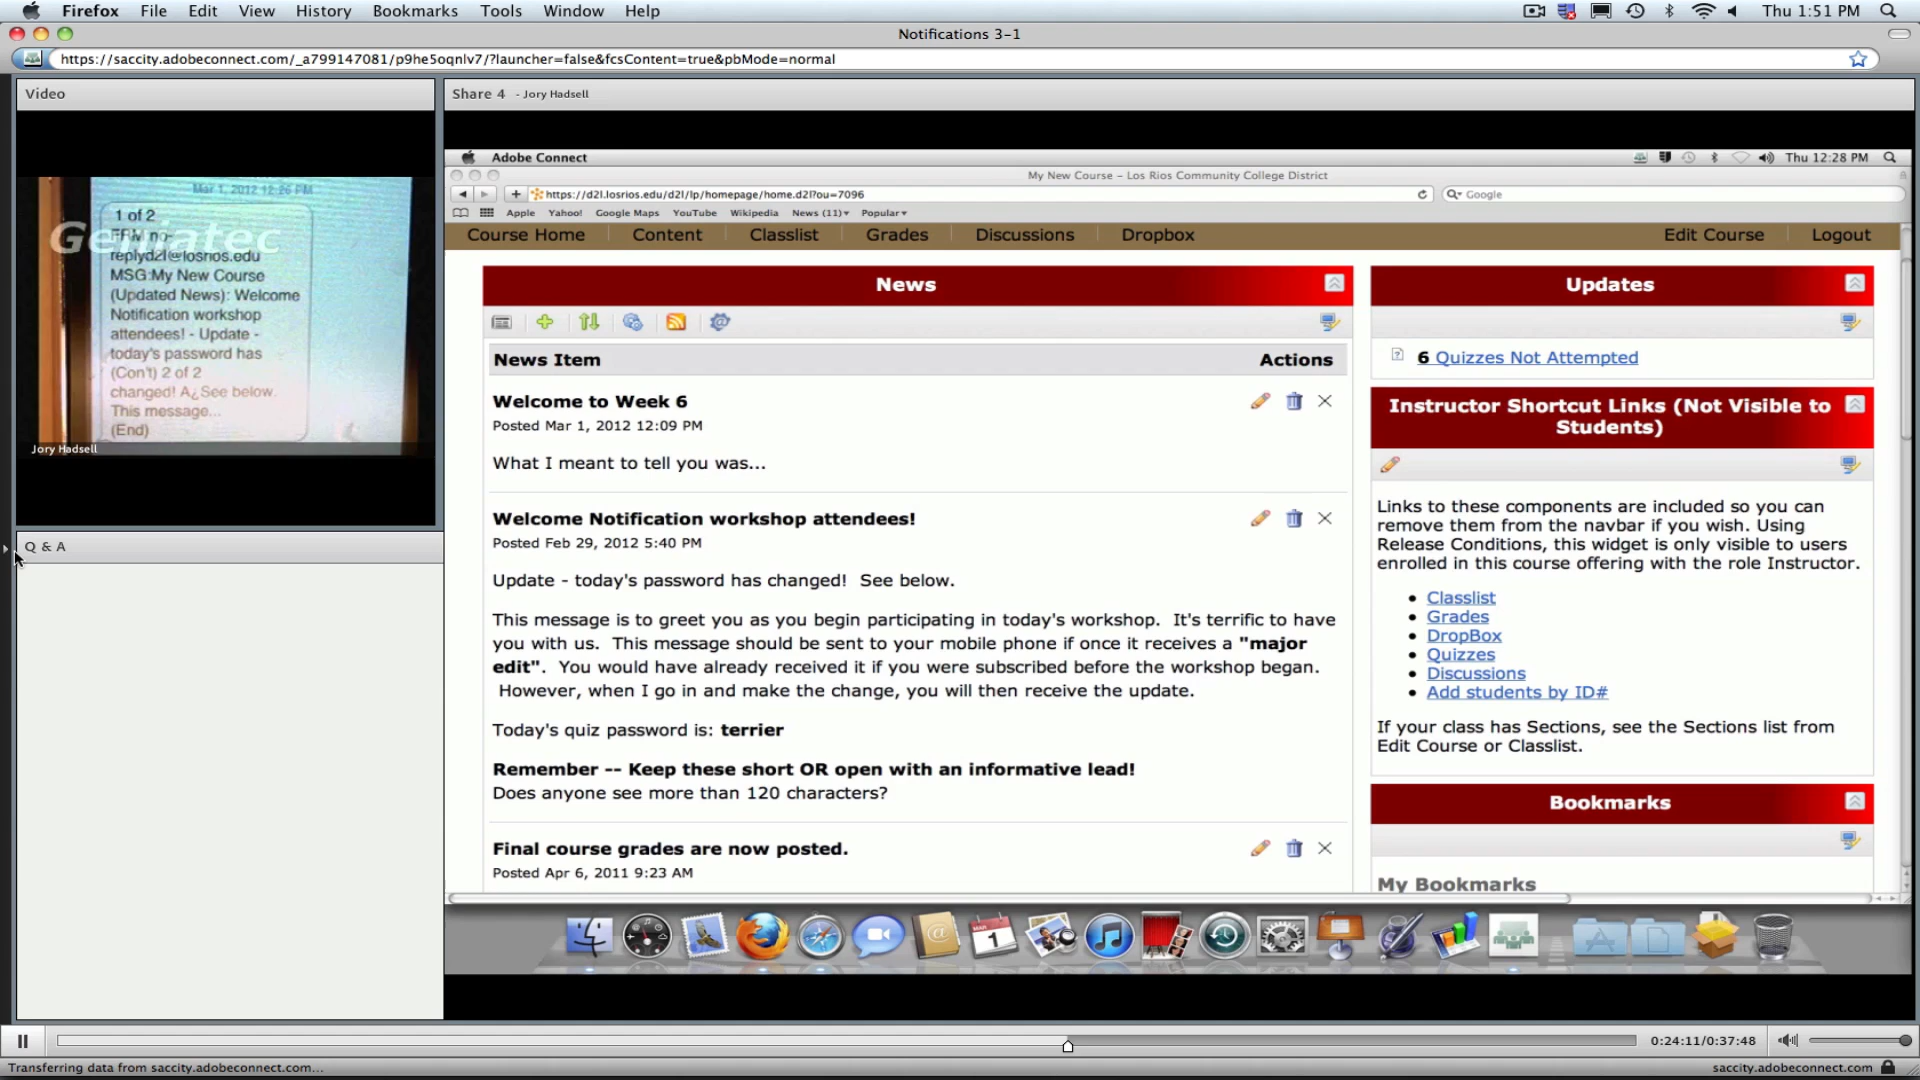 Firefox File Edit View History Bookmarks Tools Window Help Thu 1:51 PM
Notifications 3-1
https://saccity.adobeconnect.com/_a799147081/p9he5oqnlv7/?launcher=false&fcsContent=true&pbMode=normal
Video
Mar 1, 2012 12:26 PM
1 of 2
Geniatec
FRM:no-
replyd2l@losrios.edu
MSG:My New Course
(Updated News): Welcome
Notification workshop
attendees! - Update -
today's password has
(Con't) 2 of 2
changed! A¿See below.
This message...
(End)
Jory Hadsell
Q & A
Share 4 - Jory Hadsell
Adobe Connect Thu 12:28 PM
My New Course - Los Rios Community College District
https://d2l.losrios.edu/d2l/lp/homepage/home.d2l?ou=7096 Google
Apple Yahoo! Google Maps YouTube Wikipedia News (11) Popular
Course Home Content Classlist Grades Discussions Dropbox Edit Course Logout
News
News Item Actions
Welcome to Week 6
Posted Mar 1, 2012 12:09 PM
What I meant to tell you was...
Welcome Notification workshop attendees!
Posted Feb 29, 2012 5:40 PM
Update - today's password has changed! See below.
This message is to greet you as you begin participating in today's workshop. It's terrific to have
you with us. This message should be sent to your mobile phone if once it receives a "major
edit". You would have already received it if you were subscribed before the workshop began.
However, when I go in and make the change, you will then receive the update.
Today's quiz password is: terrier
Remember -- Keep these short OR open with an informative lead!
Does anyone see more than 120 characters?
Final course grades are now posted.
Posted Apr 6, 2011 9:23 AM
Updates
6 Quizzes Not Attempted
Instructor Shortcut Links (Not Visible to
Students)
Links to these components are included so you can
remove them from the navbar if you wish. Using
Release Conditions, this widget is only visible to users
enrolled in this course offering with the role Instructor.
Classlist
Grades
DropBox
Quizzes
Discussions
Add students by ID#
If your class has Sections, see the Sections list from
Edit Course or Classlist.
Bookmarks
My Bookmarks
MAR
1
0:24:11/0:37:48
Transferring data from saccity.adobeconnect.com... saccity.adobeconnect.com